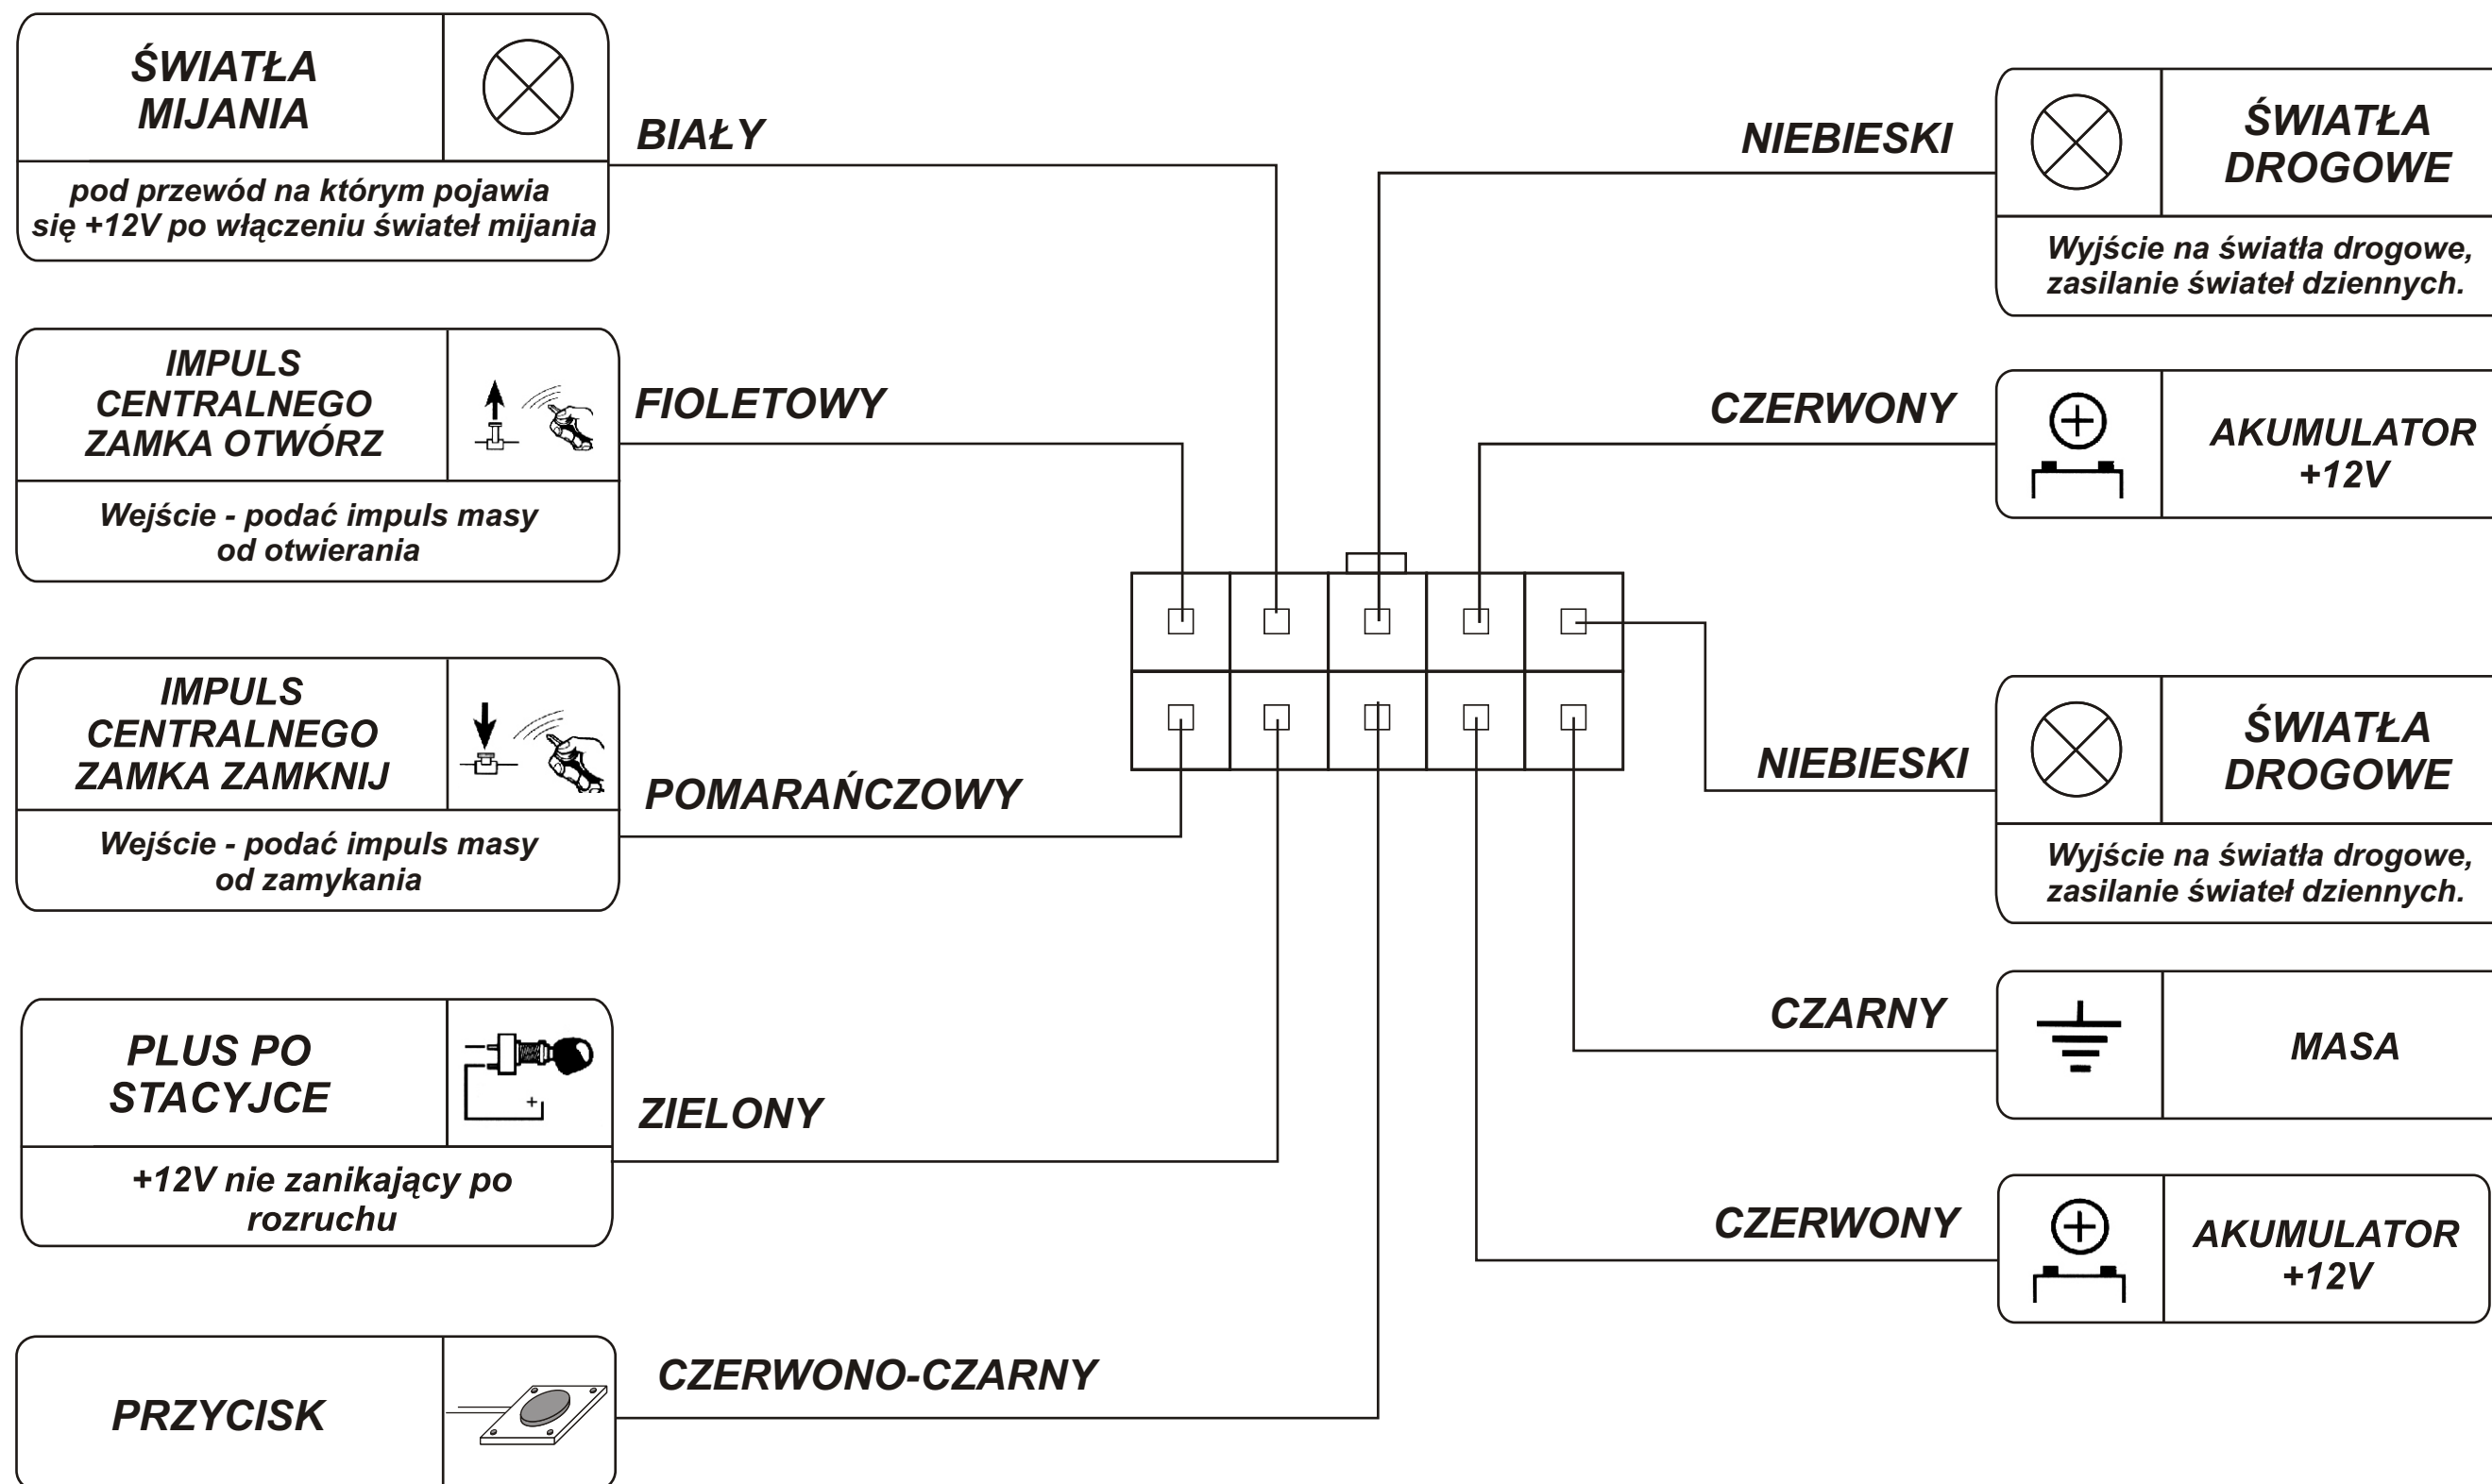 ŚWIATŁA
MIJANIA
pod przewód na którym pojawia
się +12V po włączeniu świateł mijania
BIAŁY
IMPULS
CENTRALNEGO
ZAMKA OTWÓRZ
Wejście - podać impuls masy
od otwierania
FIOLETOWY
IMPULS
CENTRALNEGO
ZAMKA ZAMKNIJ
Wejście - podać impuls masy
od zamykania
POMARAŃCZOWY
PLUS PO
STACYJCE
+12V nie zanikający po
rozruchu
ZIELONY
PRZYCISK
CZERWONO-CZARNY
NIEBIESKI
ŚWIATŁA
DROGOWE
Wyjście na światła drogowe,
zasilanie świateł dziennych.
CZERWONY
AKUMULATOR
+12V
NIEBIESKI
ŚWIATŁA
DROGOWE
Wyjście na światła drogowe,
zasilanie świateł dziennych.
CZARNY
MASA
CZERWONY
AKUMULATOR
+12V